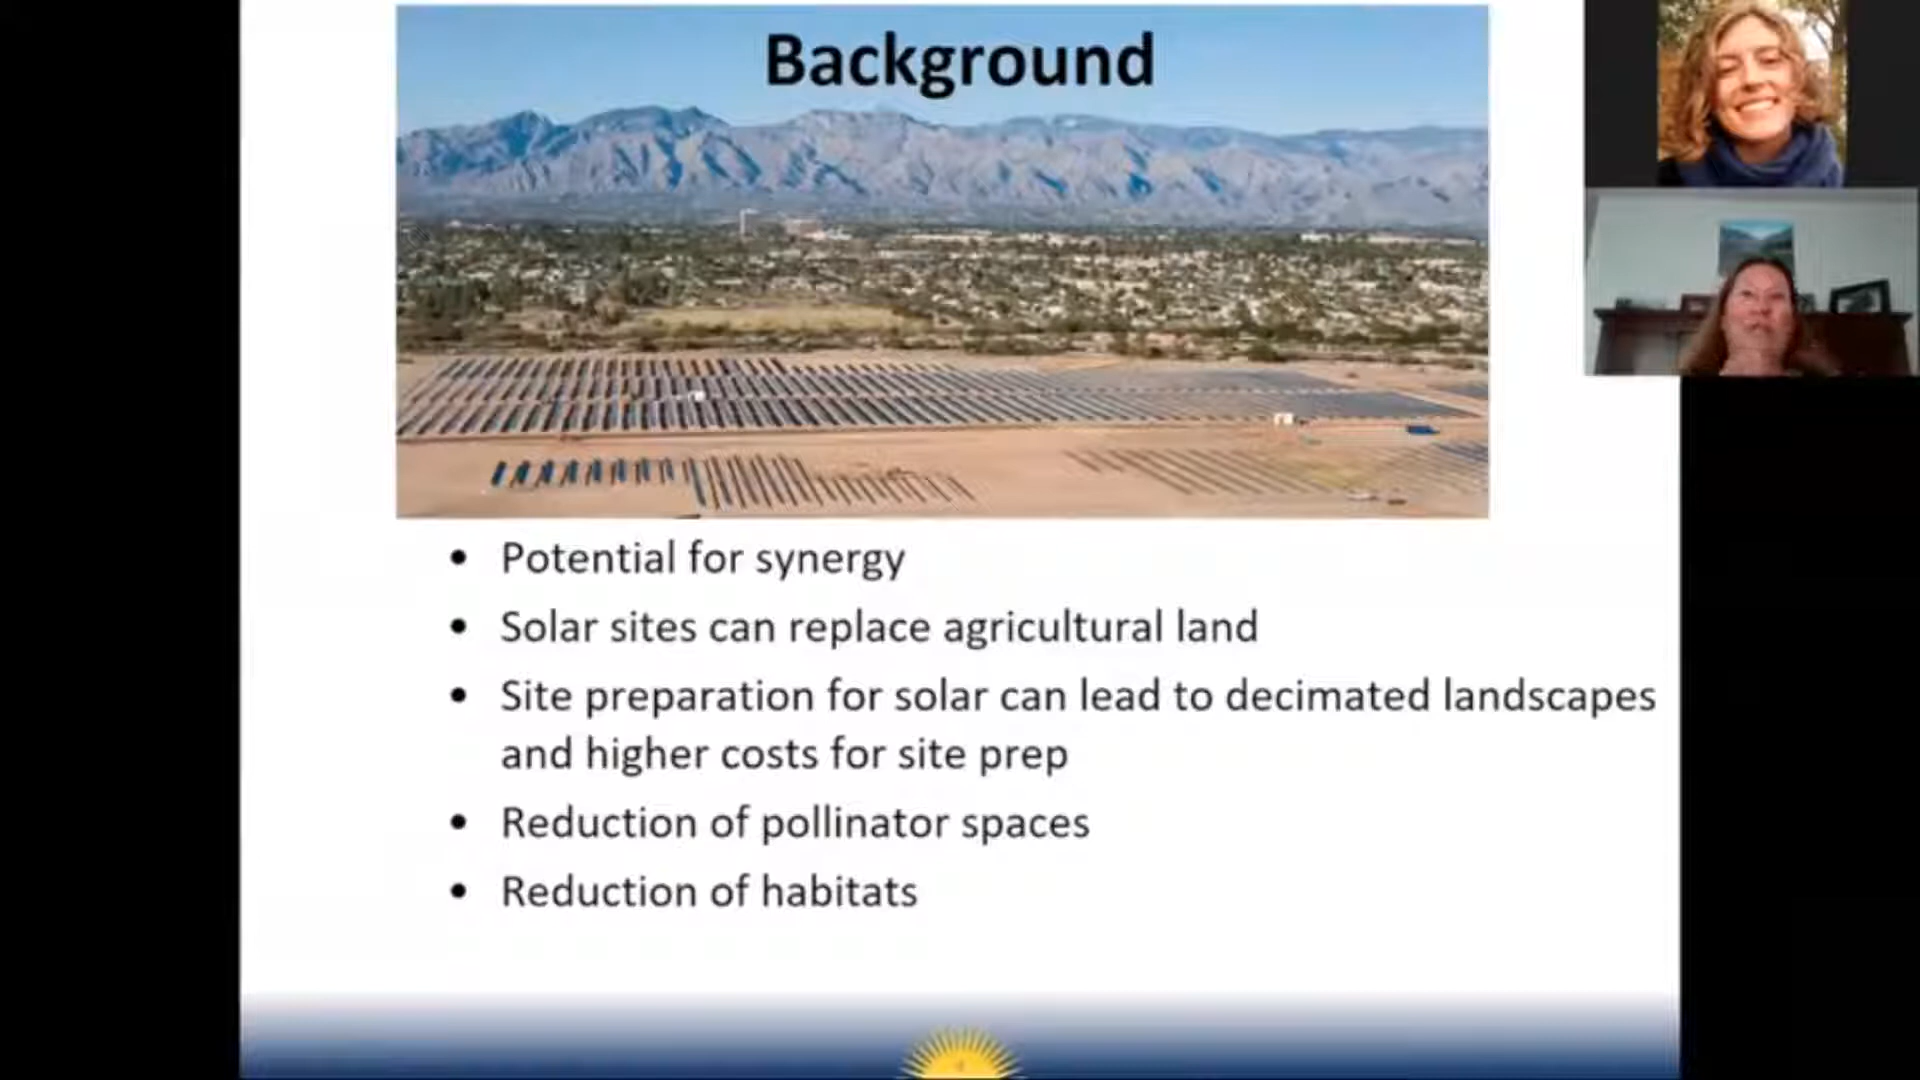 Background
• Potential for synergy
• Solar sites can replace agricultural land
• Site preparation for solar can lead to decimated landscapes
and higher costs for site prep
• Reduction of pollinator spaces
• Reduction of habitats